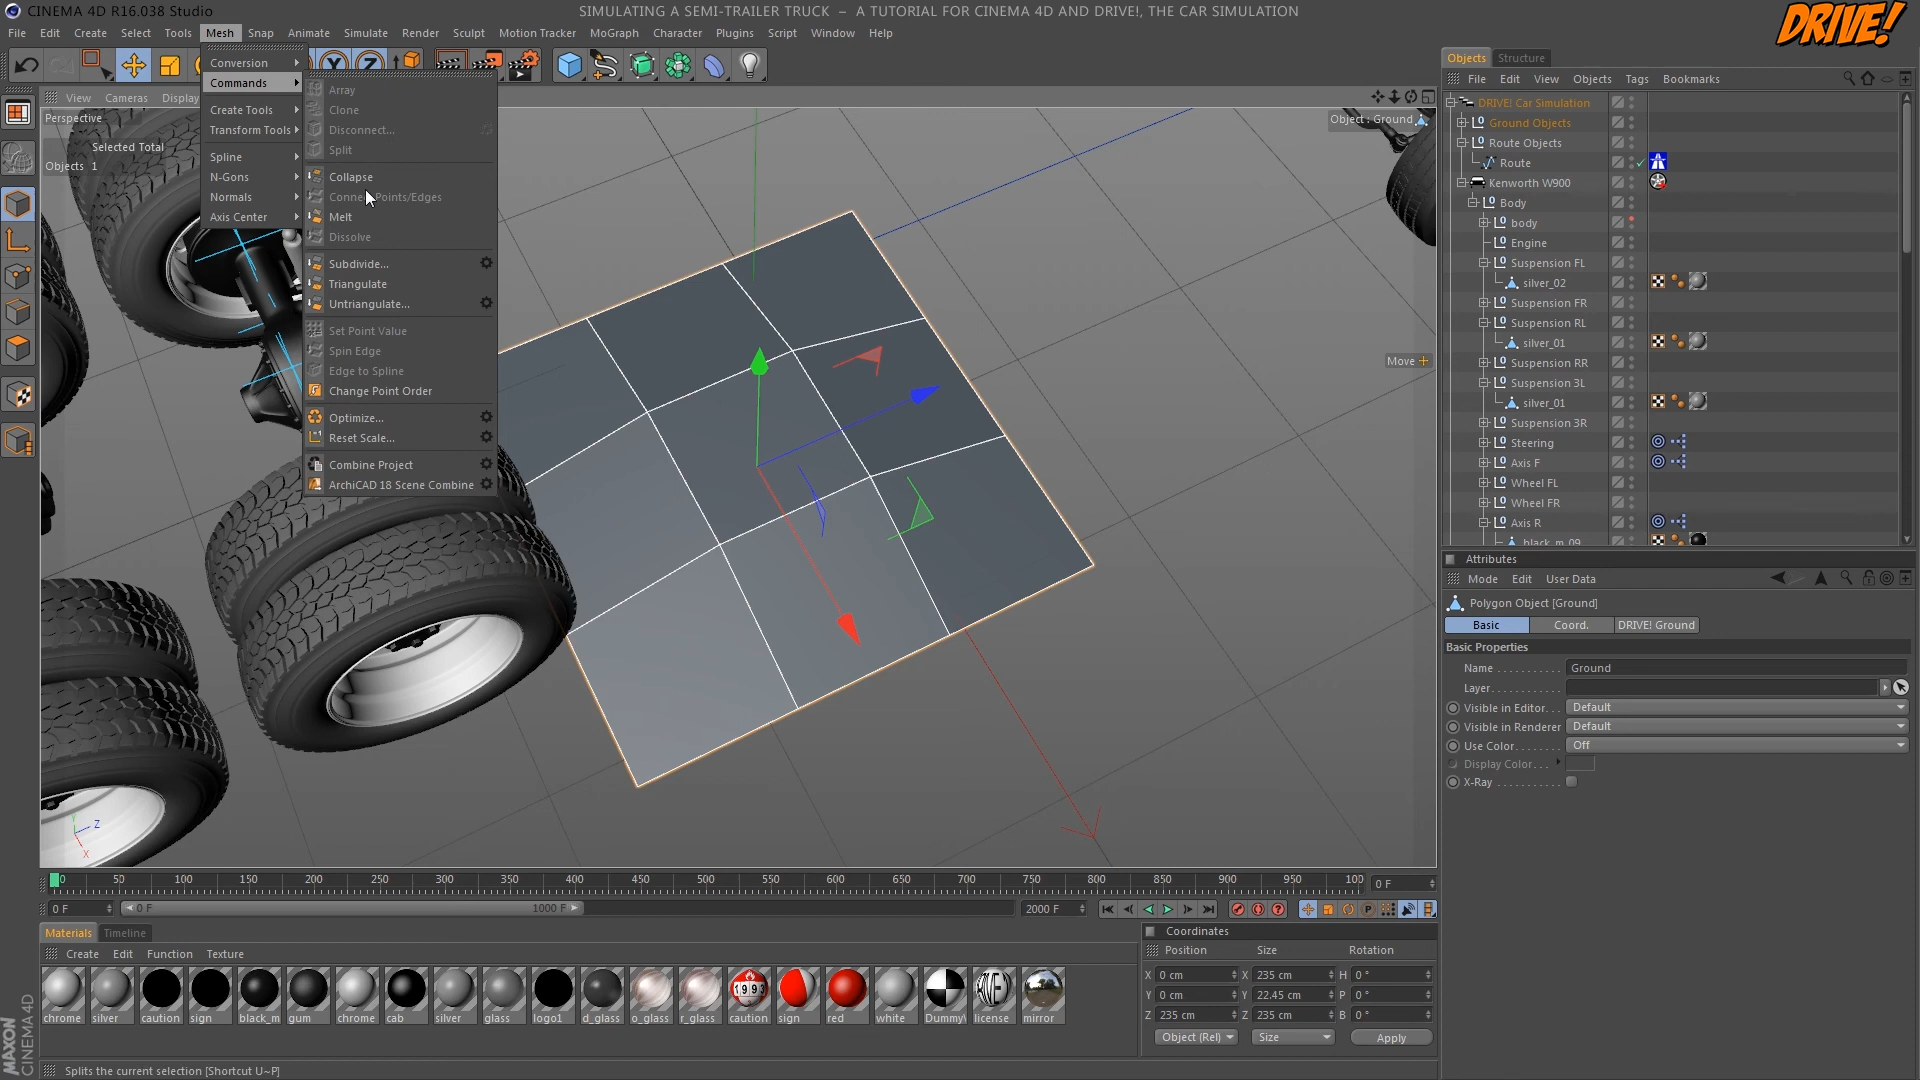 CINEMA 4D R16.038 Studio
SIMULATING A SEMI-TRAILER TRUCK – A TUTORIAL FOR CINEMA 4D AND DRIVE!, THE CAR SIMULATION
DRIVE!
File Edit Create Select Tools Mesh Snap Animate Simulate Render Sculpt Motion Tracker MoGraph Character Plugins Script Window Help
Conversion
Commands
Create Tools
Transform Tools
Spline
N-Gons
Normals
Axis Center
Array
Clone
Disconnect...
Split
Collapse
Connect Points/Edges
Melt
Dissolve
Subdivide...
Triangulate
Untriangulate...
Set Point Value
Spin Edge
Edge to Spline
Change Point Order
Optimize...
Reset Scale...
Combine Project
ArchiCAD 18 Scene Combine
View Cameras Display
Perspective
Selected Total
Objects 1
Object : Ground
Move
Y
Z
X
Objects Structure
File Edit View Objects Tags Bookmarks
DRIVE! Car Simulation
Ground Objects
Route Objects
Route
Kenworth W900
Body
body
Engine
Suspension FL
silver_02
Suspension FR
Suspension RL
silver_01
Suspension RR
Suspension 3L
silver_01
Suspension 3R
Steering
Axis F
Wheel FL
Wheel FR
Axis R
black_m_09
Attributes
Mode Edit User Data
Polygon Object [Ground]
Basic Coord. DRIVE! Ground
Basic Properties
Name Ground
Layer
Visible in Editor Default
Visible in Renderer Default
Use Color Off
Display Color
X-Ray
0 50 100 150 200 250 300 350 400 450 500 550 600 650 700 750 800 850 900 950 100 0 F
0 F 0 F 1000 F 2000 F
Materials Timeline
Create Edit Function Texture
chrome silver caution sign black_m gum chrome cab silver glass logo1 d_glass o_glass r_glass caution sign red white Dummy\ license mirror
1993
Coordinates
Position Size Rotation
X 0 cm X 235 cm H 0 °
Y 0 cm Y 22.45 cm P 0 °
Z 235 cm Z 235 cm B 0 °
Object (Rel) Size Apply
MAXON
CINEMA 4D
Splits the current selection [Shortcut U~P]